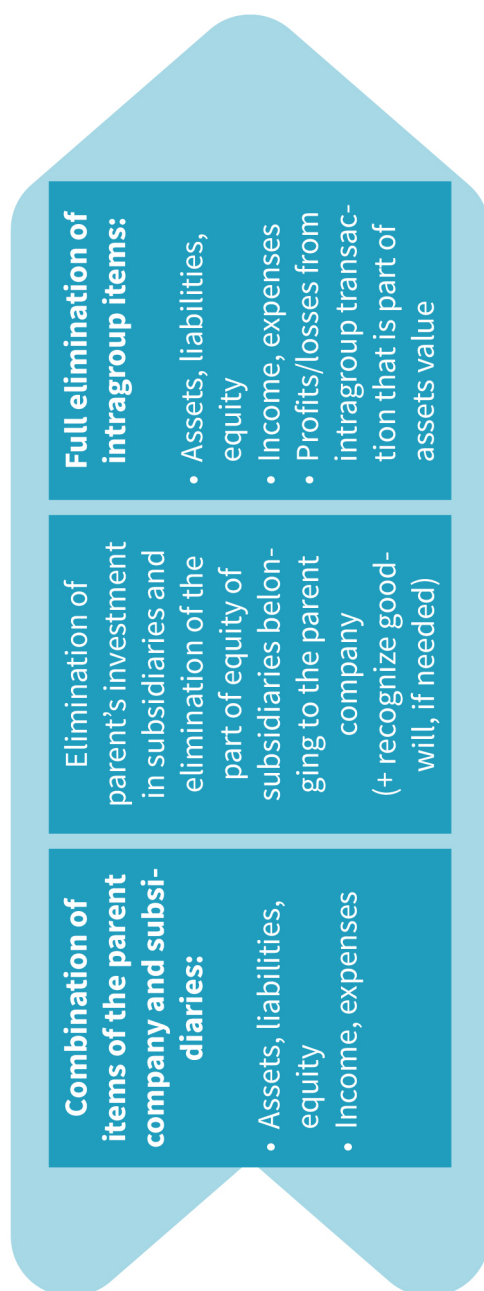 Combination of
items of the parent
company and subsi-
diaries:
• Assets, liabilities,
equity
• Income, expenses
Elimination of
parent’s investment
in subsidiaries and
elimination of the
part of equity of
subsidiaries belon-
ging to the parent
company
(+ recognize good-
will, if needed)
Full elimination of
intragroup items:
• Assets, liabilities,
equity
• Income, expenses
• Profits/losses from
intragroup transac-
tion that is part of
assets value